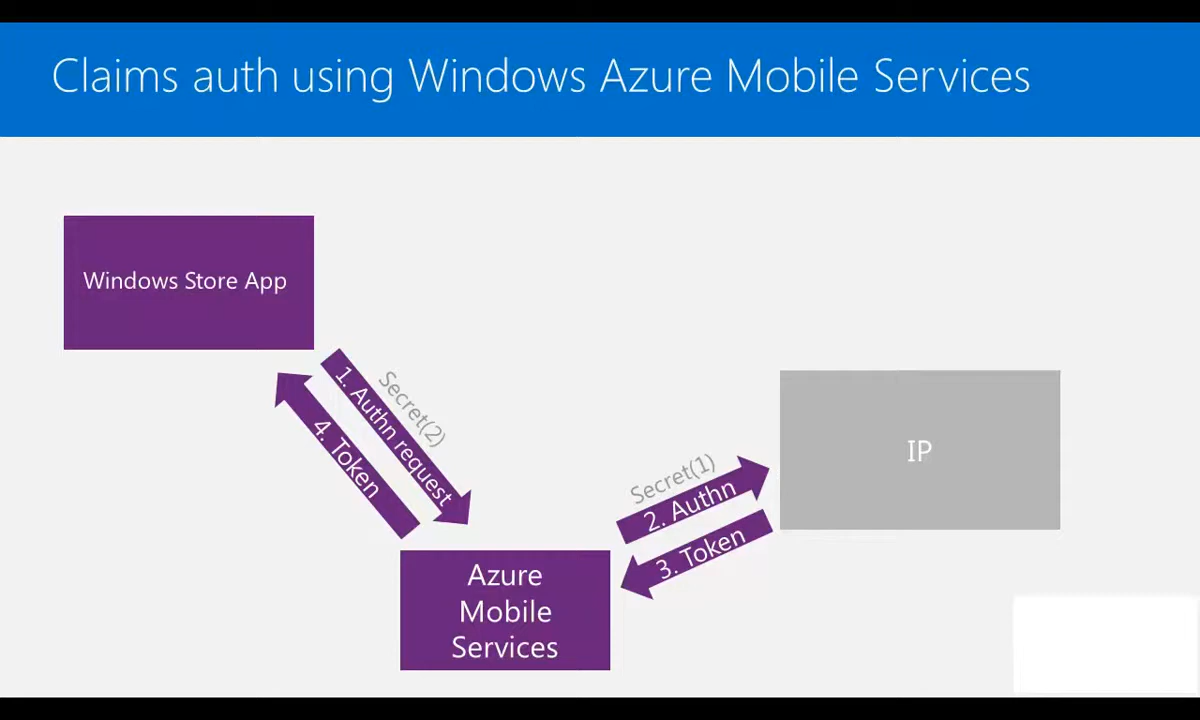 Claims auth using Windows Azure Mobile Services
Windows Store App
Secret(2)
1. Authn request
4. Token
Secret(1)
2. Authn
3. Token
IP
Azure
Mobile
Services